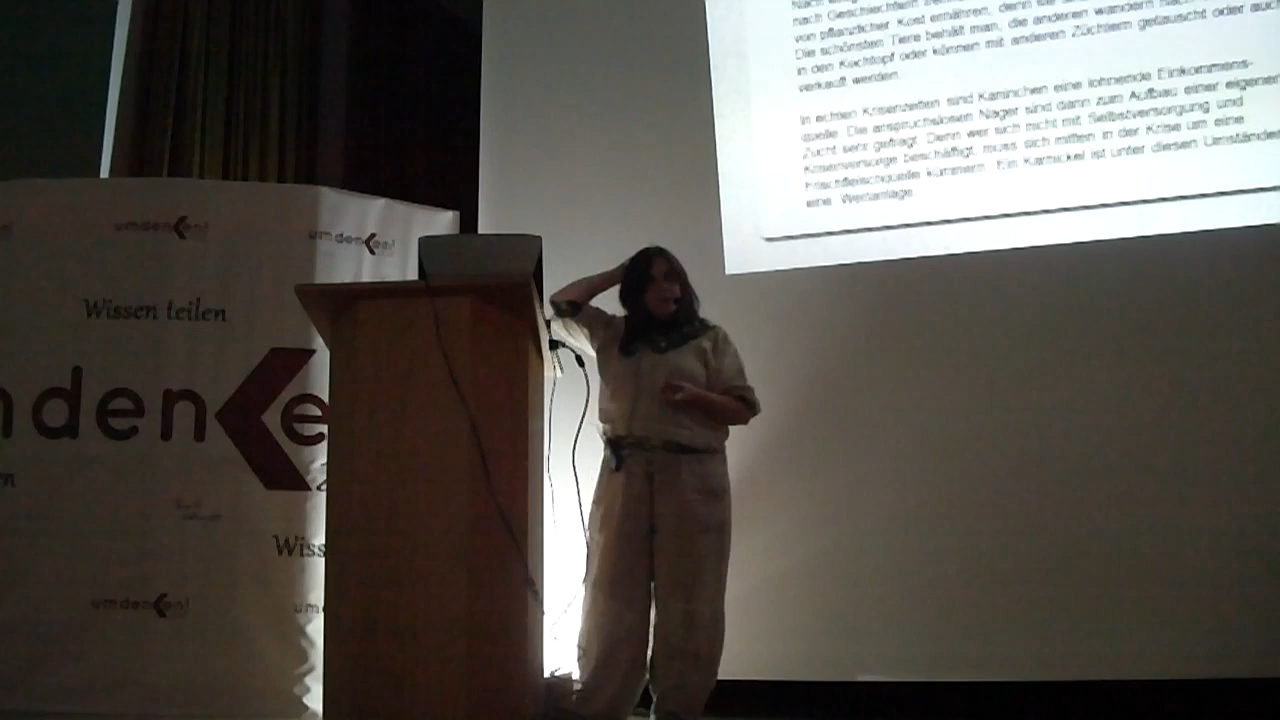 nach Geschlechtern
von pflanzlicher Kost ernähren, denn
Die schönsten Tiere behält man, die anderen wandern
in den Kochtopf oder können mit anderen Züchtern getauscht oder auch
verkauft werden.
In echten Krisenzeiten sind Kaninchen eine lohnende Einkommens-
quelle. Die anspruchslosen Nager sind dann zum Aufbau einer eigenen
Zucht sehr gefragt. Denn wer sich nicht mit Selbstversorgung und
Krisenvorsorge beschäftigt, muss sich mitten in der Krise um eine
Frischfleischquelle kümmern. Ein Karnickel ist unter diesen Umständen
eine Wertanlage.
umdenken!
umdenken!
Wissen teilen
ndenke
n
Wiss
umdenken!
um